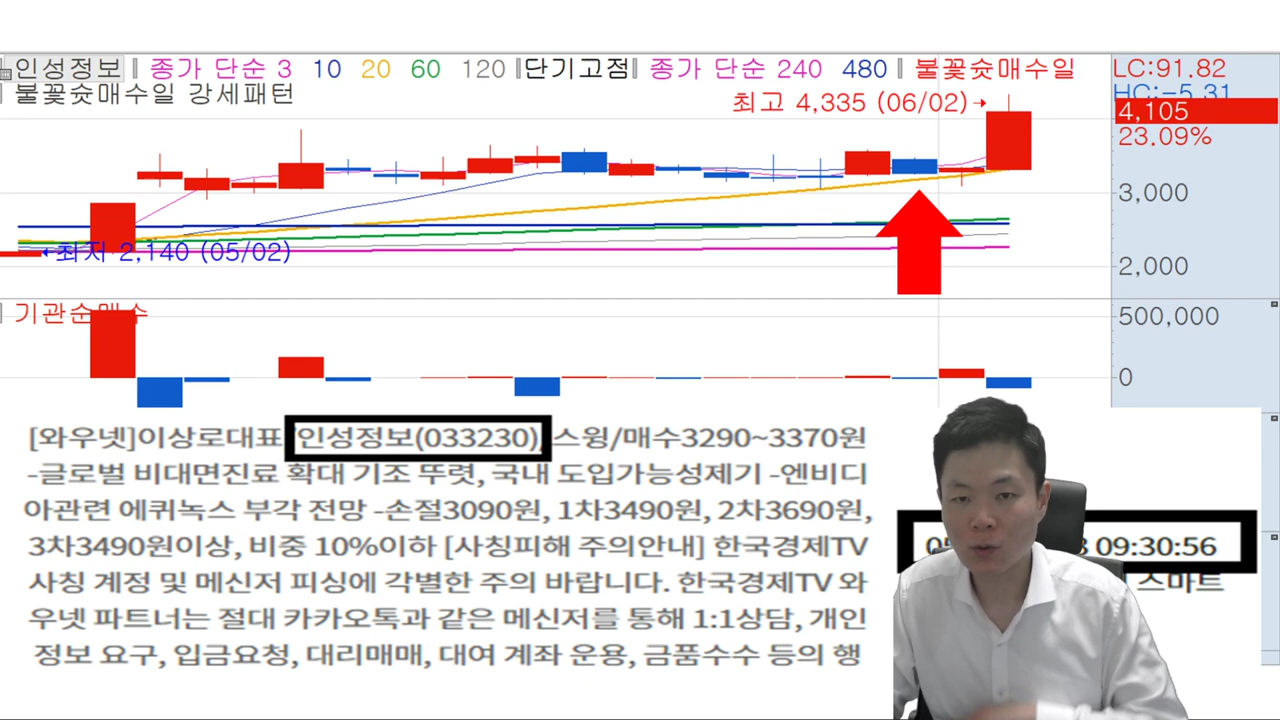 인성정보 종가 단순 3 10 20 60 120 단기고점 종가 단순 240 480 불꽃슛매수일
불꽃슛매수일 강세패턴
LC:91.82
HC:-5.31
최고 4,335 (06/02)
4,105
23.09%
3,000
최저 2,140 (05/02)
2,000
기관순매수
500,000
0
[와우넷]이상로대표 인성정보(033230), 스윙/매수3290~3370원
-글로벌 비대면진료 확대 기조 뚜렷, 국내 도입가능성제기 -엔비디
아관련 에퀴녹스 부각 전망 -손절3090원, 1차3490원, 2차3690원,
3차3490원이상, 비중 10%이하 [사칭피해 주의안내] 한국경제TV
사칭 계정 및 메신저 피싱에 각별한 주의 바랍니다. 한국경제TV 와
우넷 파트너는 절대 카카오톡과 같은 메신저를 통해 1:1상담, 개인
정보 요구, 입금요청, 대리매매, 대여 계좌 운용, 금품수수 등의 행
09:30:56
스마트